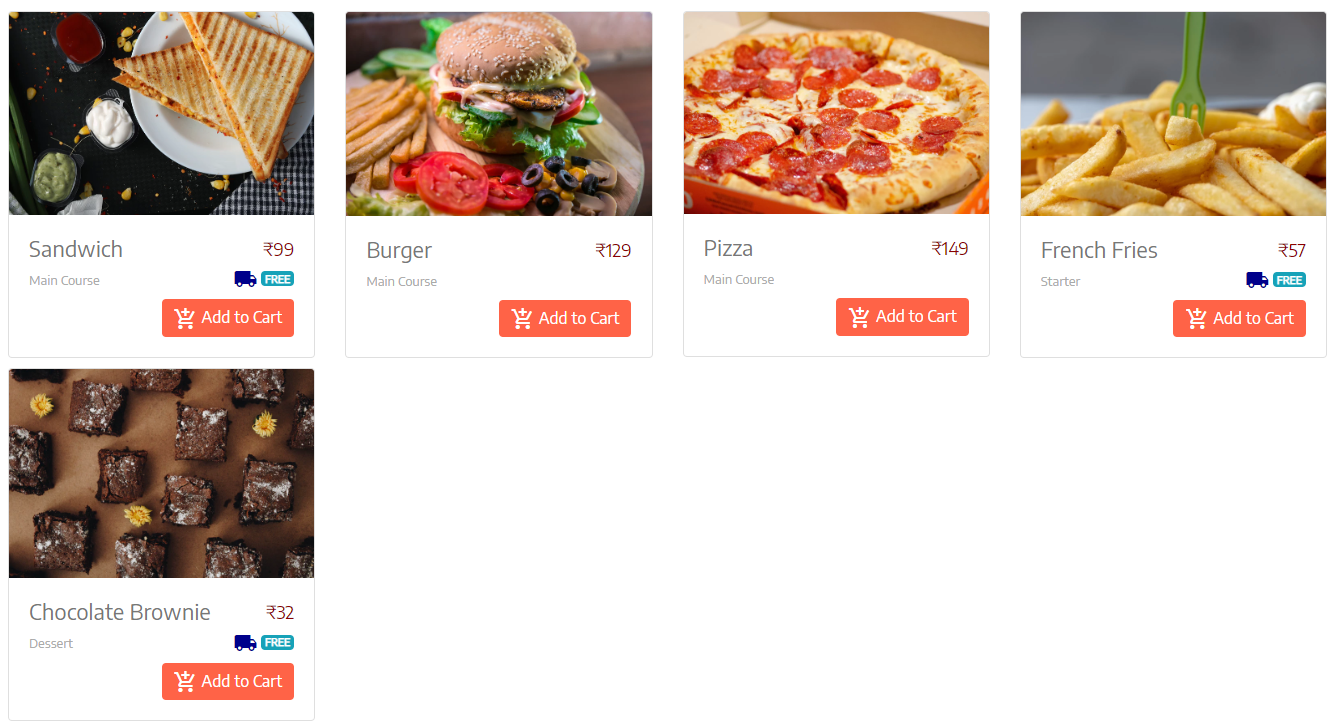 Sandwich ₹99
Main Course FREE
Add to Cart
Burger ₹129
Main Course
Add to Cart
Pizza ₹149
Main Course
Add to Cart
French Fries ₹57
Starter FREE
Add to Cart
Chocolate Brownie ₹32
Dessert FREE
Add to Cart